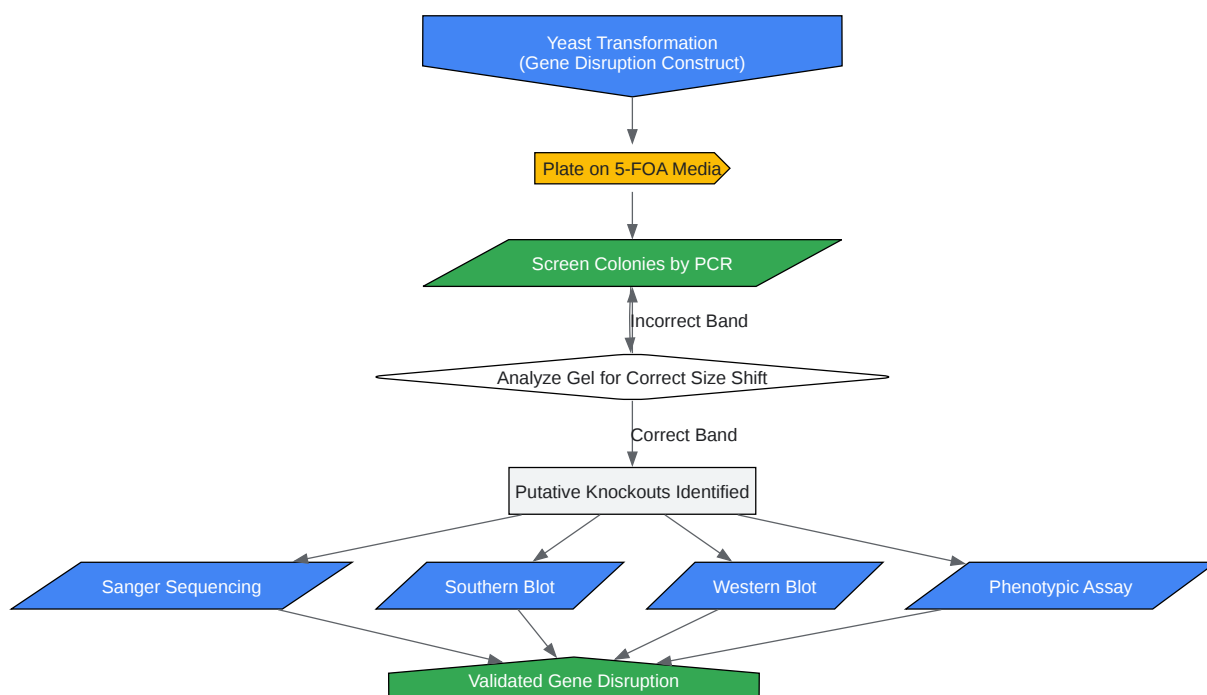 Yeast Transformation
(Gene Disruption Construct)
Plate on 5-FOA Media
Screen Colonies by PCR
Incorrect Band
Analyze Gel for Correct Size Shift
Correct Band
Putative Knockouts Identified
Sanger Sequencing
Southern Blot
Western Blot
Phenotypic Assay
Validated Gene Disruption